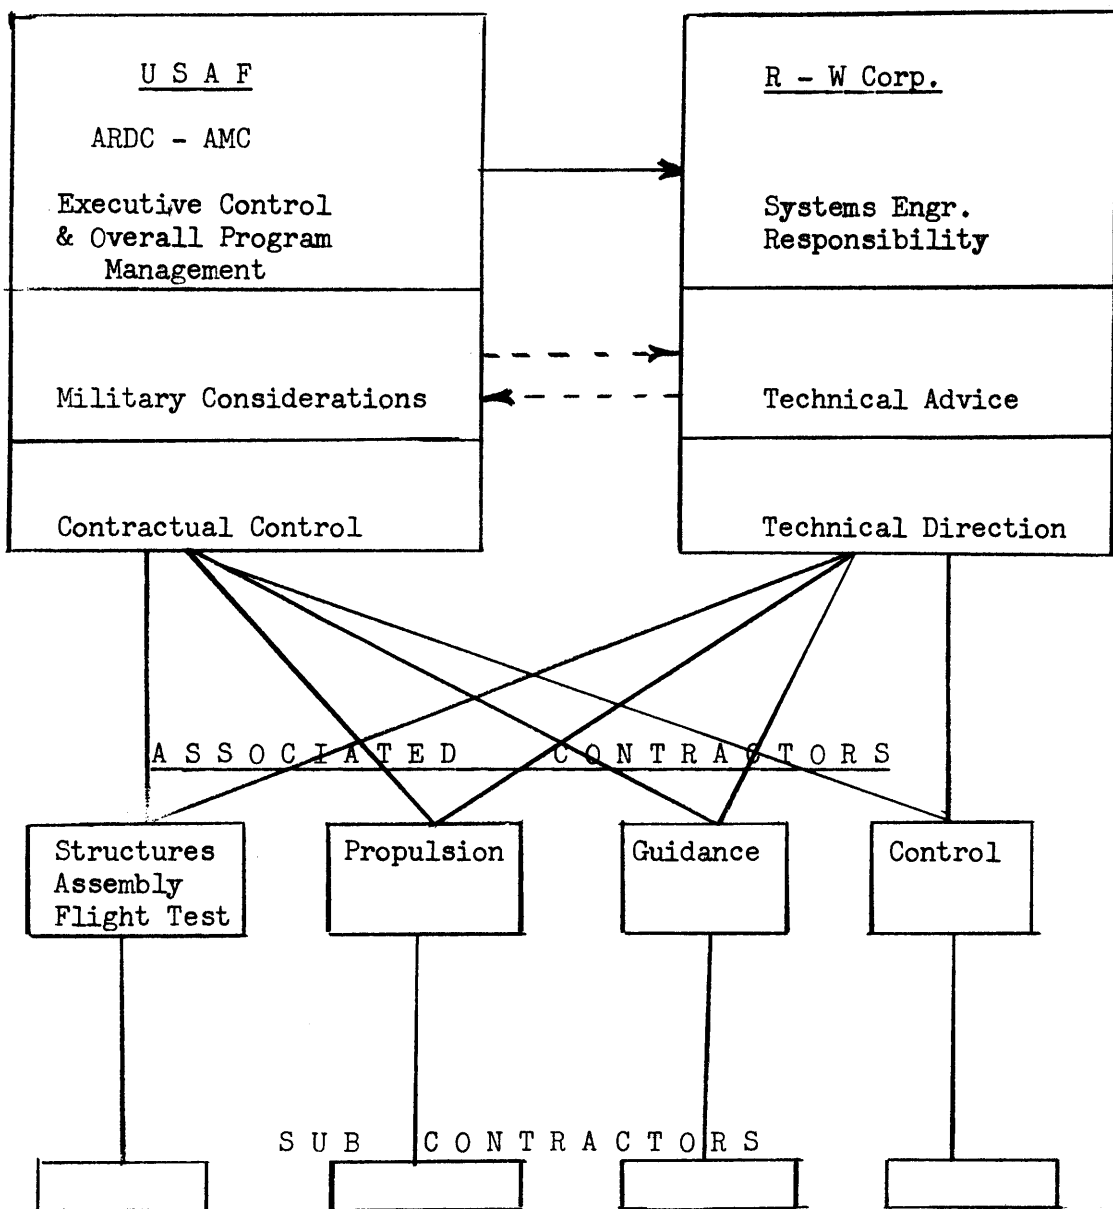 U S A F
ARDC - AMC
Executive Control
& Overall Program
Management
Military Considerations
Contractual Control
R - W Corp.
Systems Engr.
Responsibility
Technical Advice
Technical Direction
A S S O C I A T E D C O N T R A C T O R S
Structures
Assembly
Flight Test
Propulsion
Guidance
Control
S U B C O N T R A C T O R S